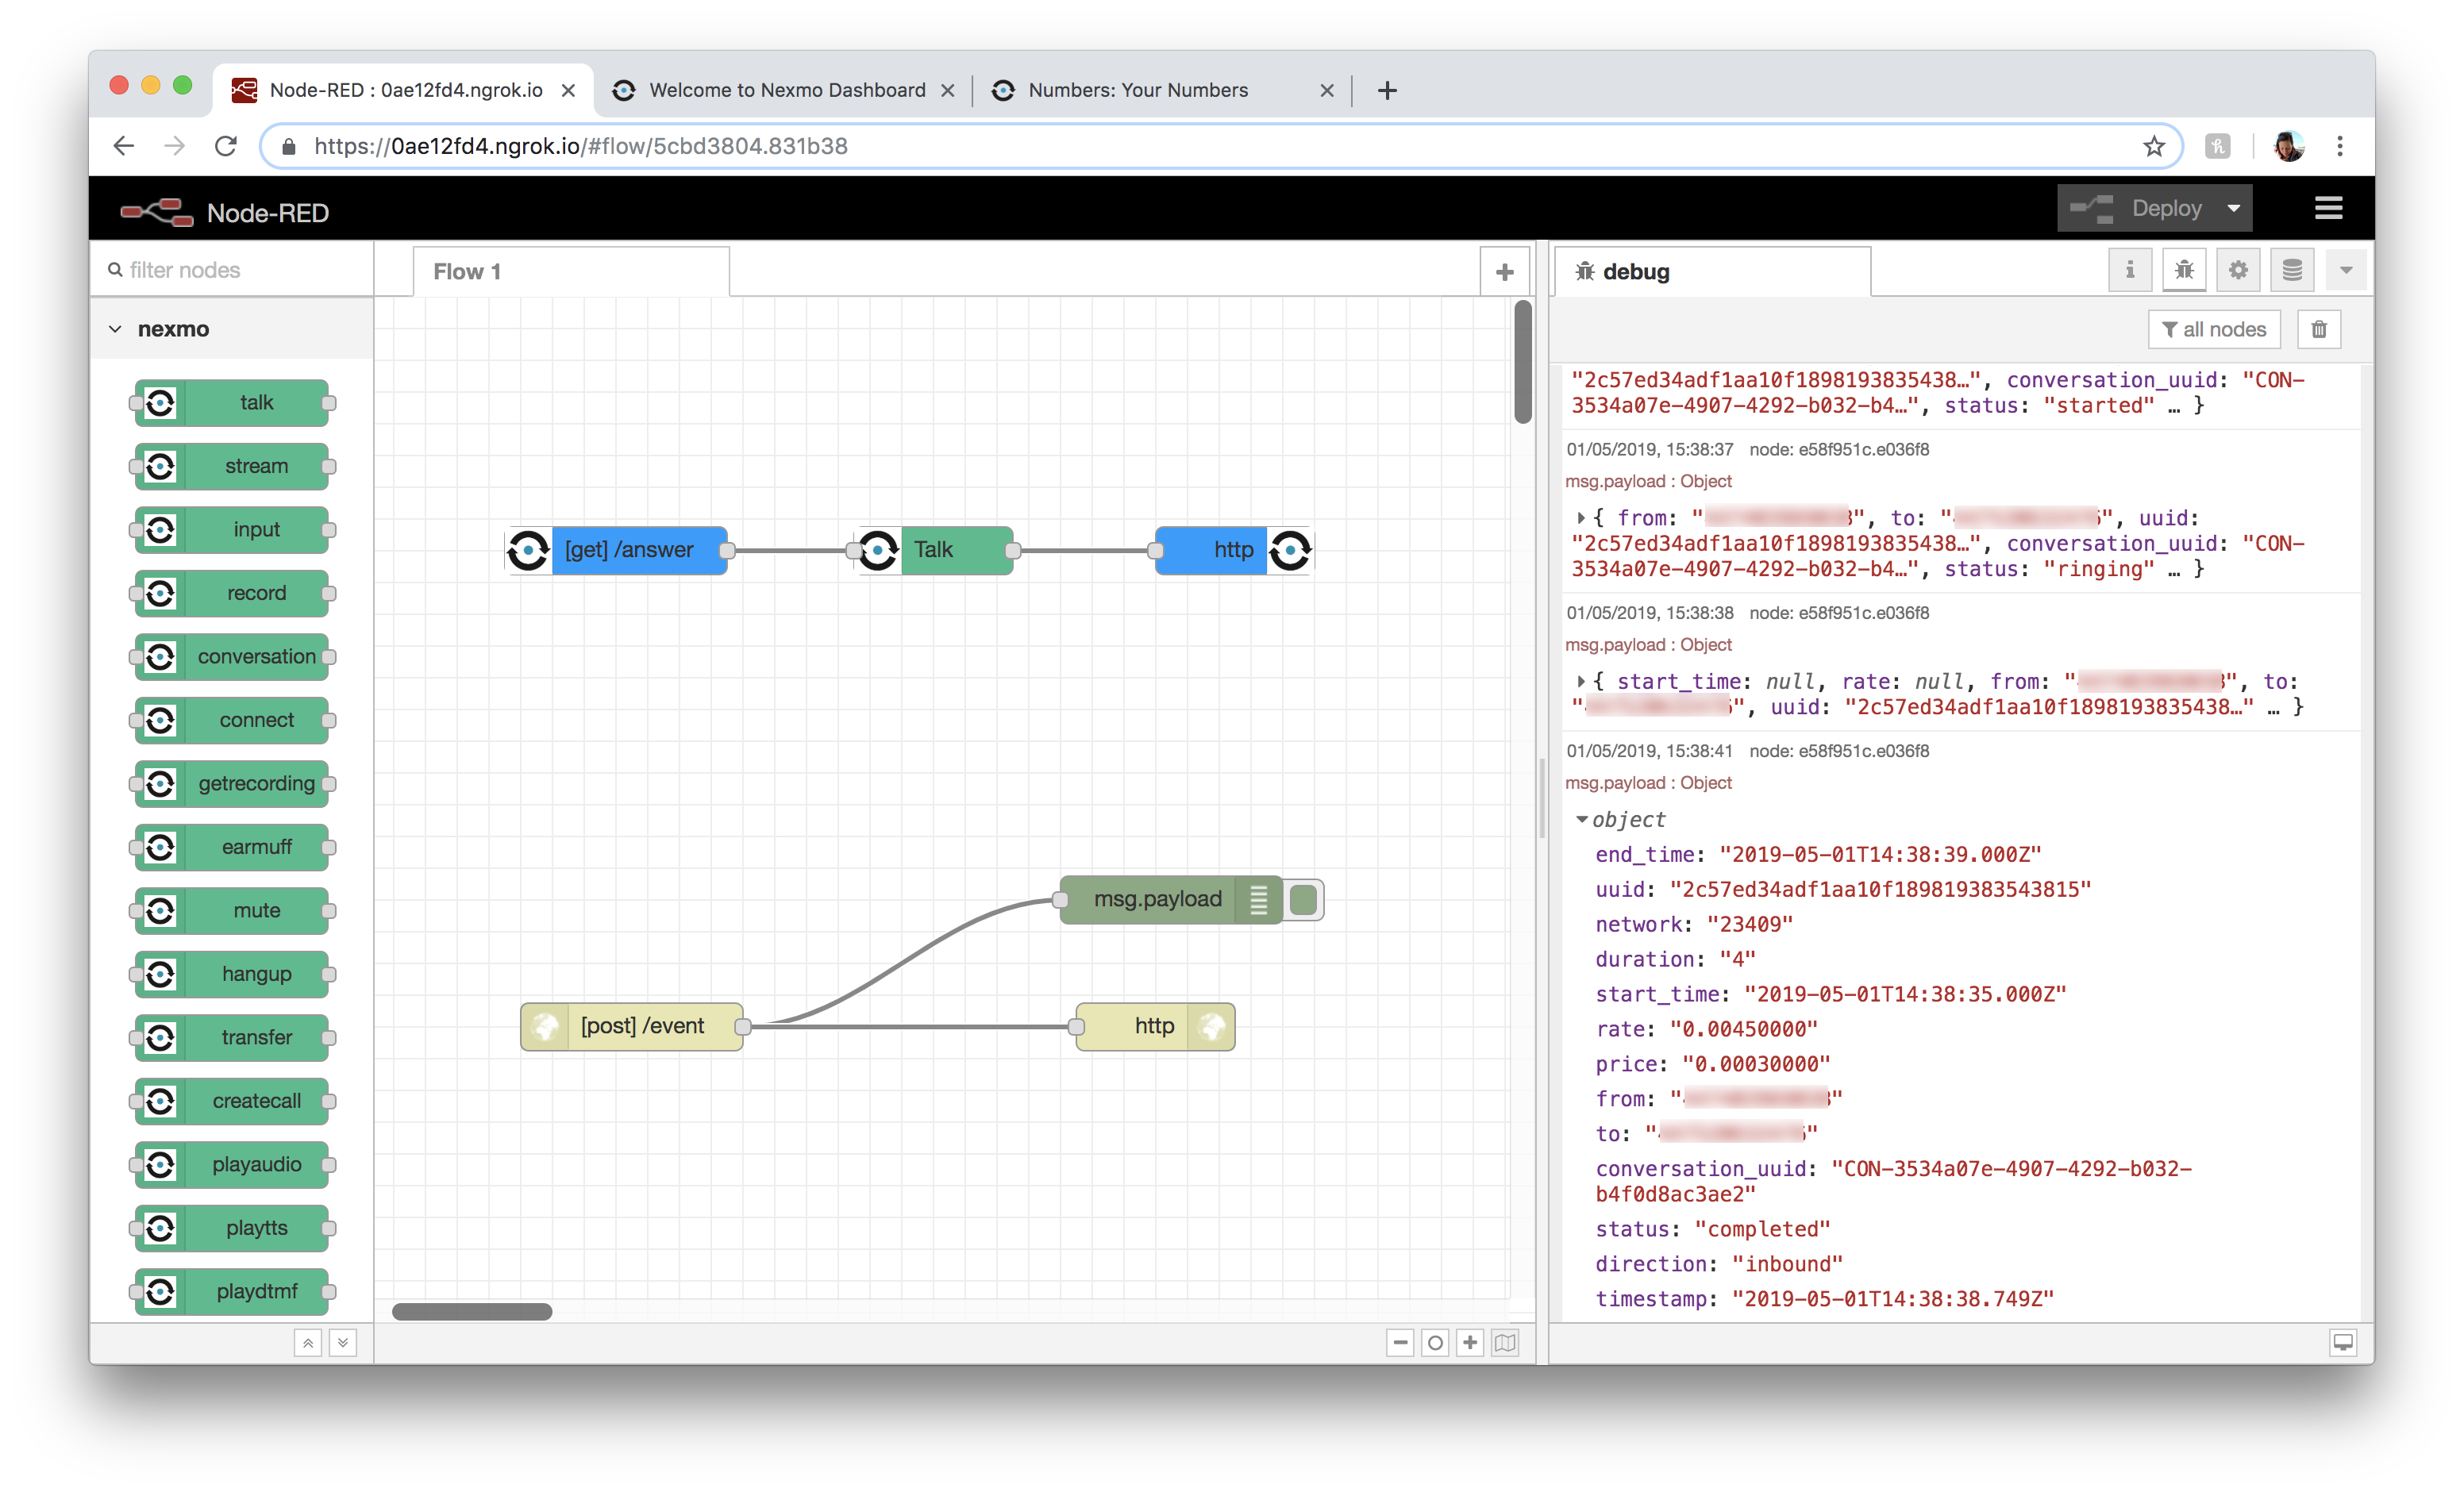 Node-RED : 0ae12fd4.ngrok.io
Welcome to Nexmo Dashboard
Numbers: Your Numbers
https://0ae12fd4.ngrok.io/#flow/5cbd3804.831b38
Node-RED
Deploy
filter nodes
Flow 1
debug
nexmo
all nodes
talk
stream
input
record
conversation
connect
getrecording
earmuff
mute
hangup
transfer
createcall
playaudio
playtts
playdtmf
[get] /answer
Talk
http
msg.payload
[post] /event
http
"2c57ed34adf1aa10f1898193835438…", conversation_uuid: "CON-
3534a07e-4907-4292-b032-b4…", status: "started" … }
01/05/2019, 15:38:37 node: e58f951c.e036f8
msg.payload : Object
{ from: "", to: "", uuid:
"2c57ed34adf1aa10f1898193835438…", conversation_uuid: "CON-
3534a07e-4907-4292-b032-b4…", status: "ringing" … }
01/05/2019, 15:38:38 node: e58f951c.e036f8
msg.payload : Object
{ start_time: null, rate: null, from: "", to:
"", uuid: "2c57ed34adf1aa10f1898193835438…" … }
01/05/2019, 15:38:41 node: e58f951c.e036f8
msg.payload : Object
object
end_time: "2019-05-01T14:38:39.000Z"
uuid: "2c57ed34adf1aa10f189819383543815"
network: "23409"
duration: "4"
start_time: "2019-05-01T14:38:35.000Z"
rate: "0.00450000"
price: "0.00030000"
from: ""
to: ""
conversation_uuid: "CON-3534a07e-4907-4292-b032-
b4f0d8ac3ae2"
status: "completed"
direction: "inbound"
timestamp: "2019-05-01T14:38:38.749Z"